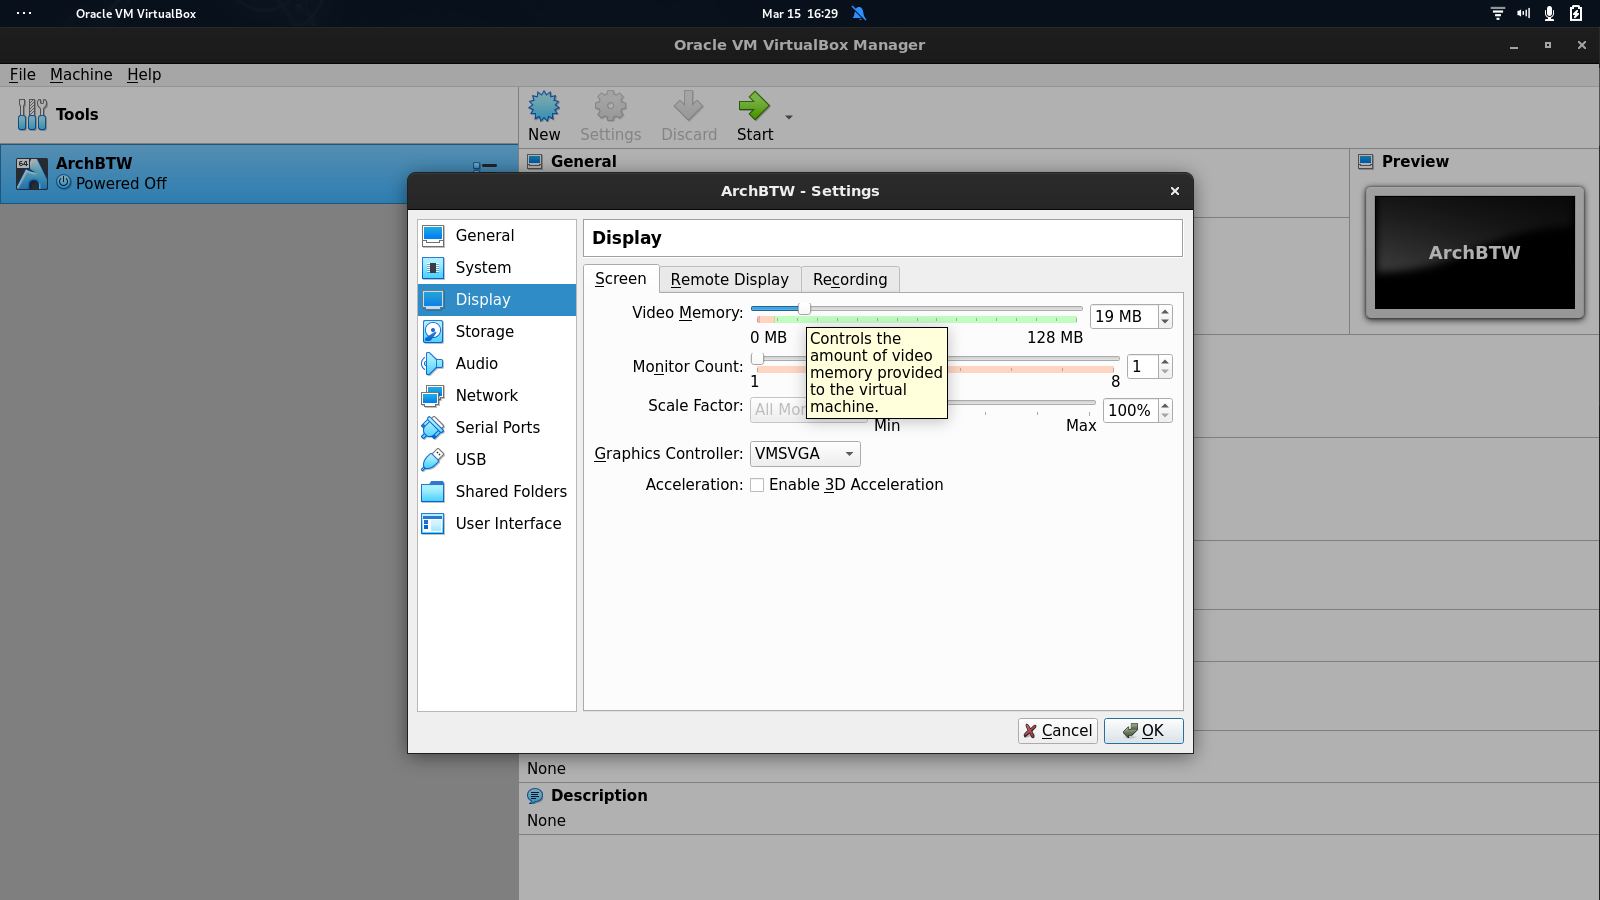 Oracle VM VirtualBox
Mar 15 16:29
Oracle VM VirtualBox Manager
File Machine Help
Tools
New
Settings
Discard
Start
64
ArchBTW
Powered Off
General
Preview
ArchBTW
ArchBTW - Settings
General
System
Display
Storage
Audio
Network
Serial Ports
USB
Shared Folders
User Interface
Display
Screen
Remote Display
Recording
Video Memory:
19 MB
0 MB
128 MB
Controls the
amount of video
memory provided
to the virtual
machine.
Monitor Count:
1
1
8
Scale Factor:
All Mo
100%
Min
Max
Graphics Controller:
VMSVGA
Acceleration:
Enable 3D Acceleration
Cancel
OK
None
Description
None